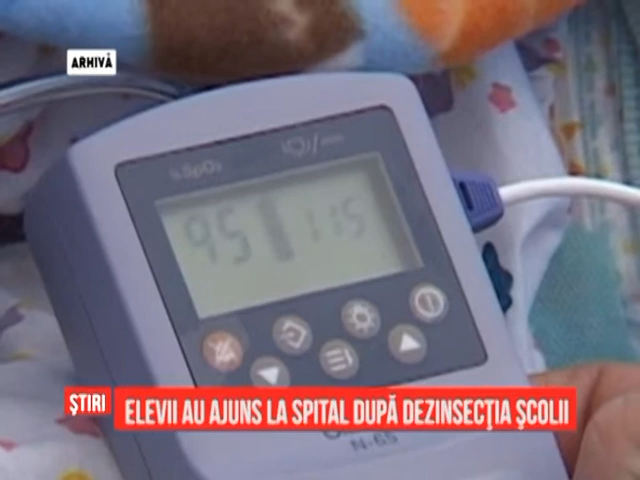 ARHIVĂ
%SpO2
95 115
ŞTIRI
ELEVII AU AJUNS LA SPITAL DUPĂ DEZINSECŢIA ŞCOLII
N-65